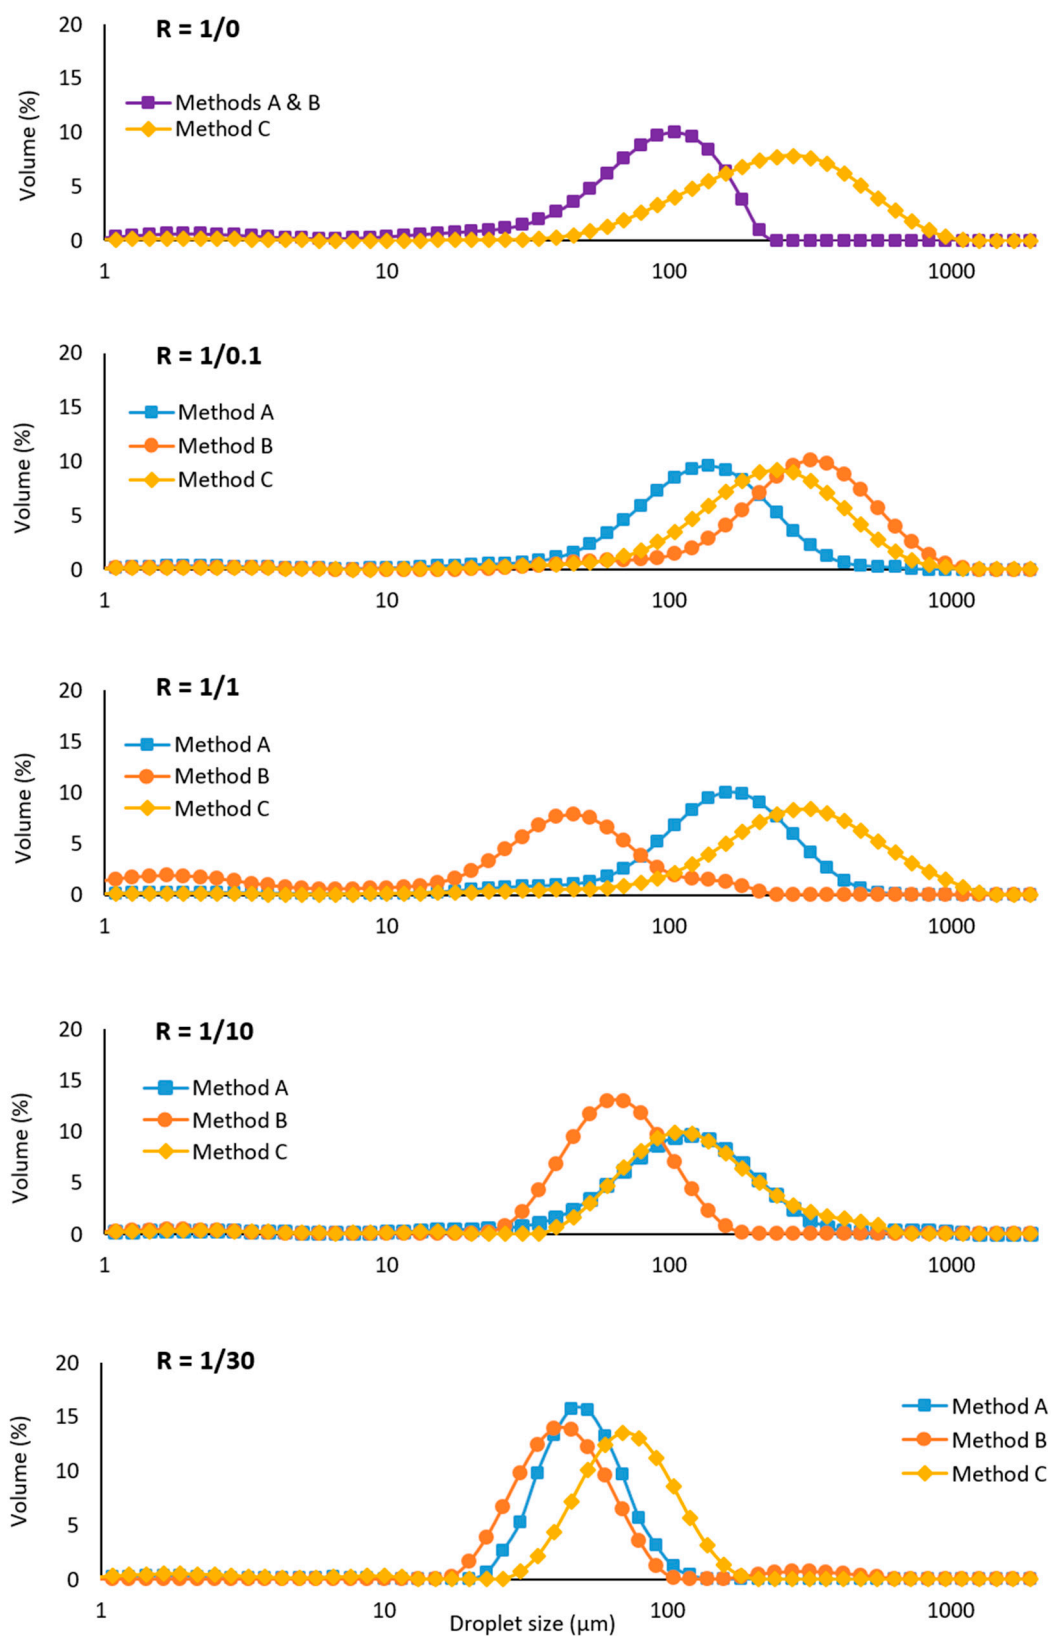 R = 1/0
Volume (%)
20
15
10
5
0
Methods A & B
Method C
1 10 100 1000
R = 1/0.1
Volume (%)
20
15
10
5
0
Method A
Method B
Method C
1 10 100 1000
R = 1/1
Volume (%)
20
15
10
5
0
Method A
Method B
Method C
1 10 100 1000
R = 1/10
Volume (%)
20
15
10
5
0
Method A
Method B
Method C
1 10 100 1000
R = 1/30
Volume (%)
20
15
10
5
0
Method A
Method B
Method C
1 10 100 1000
Droplet size (μm)